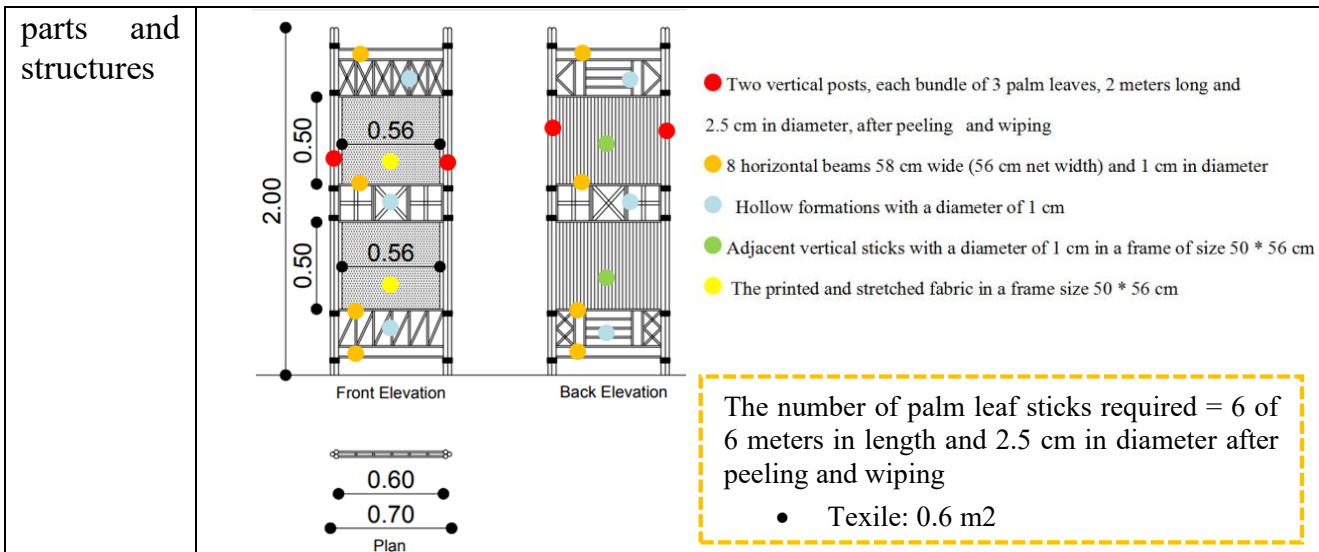 parts and
structures
2.00
0.50
0.50
0.56
0.56
Front Elevation
Back Elevation
0.60
0.70
Plan
Two vertical posts, each bundle of 3 palm leaves, 2 meters long and
2.5 cm in diameter, after peeling and wiping
8 horizontal beams 58 cm wide (56 cm net width) and 1 cm in diameter
Hollow formations with a diameter of 1 cm
Adjacent vertical sticks with a diameter of 1 cm in a frame of size 50 * 56 cm
The printed and stretched fabric in a frame size 50 * 56 cm
The number of palm leaf sticks required = 6 of
6 meters in length and 2.5 cm in diameter after
peeling and wiping
• Texile: 0.6 m2